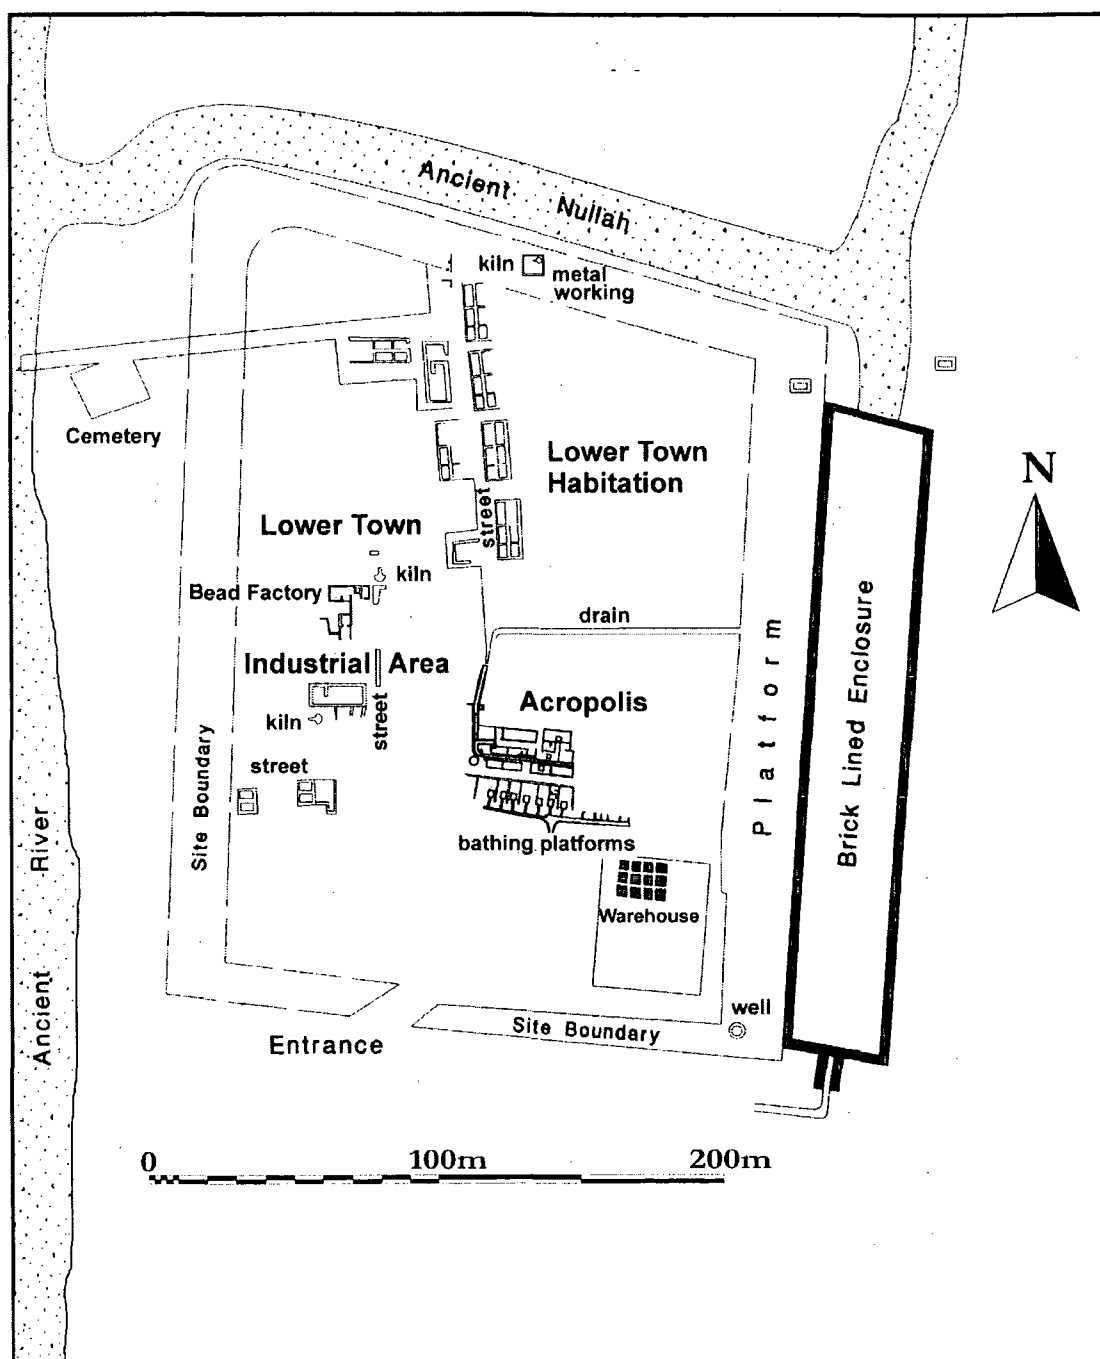 Ancient
Nullah
kiln
metal
working
Cemetery
Lower Town
Habitation
N
street
Lower Town
kiln
Bead Factory
drain
Industrial Area
Acropolis
kiln
street
street
bathing platforms
Site Boundary
Platform
Brick Lined Enclosure
Warehouse
well
Site Boundary
Entrance
Ancient River
0 100m 200m